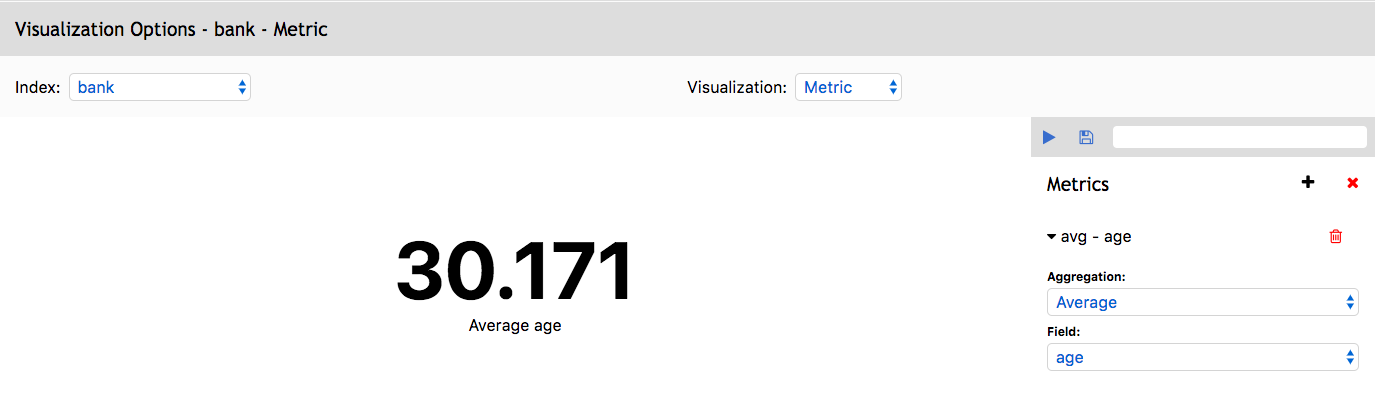 Visualization Options - bank - Metric
Index: bank Visualization: Metric
Metrics
avg - age
Aggregation:
Average
Field:
age
30.171
Average age